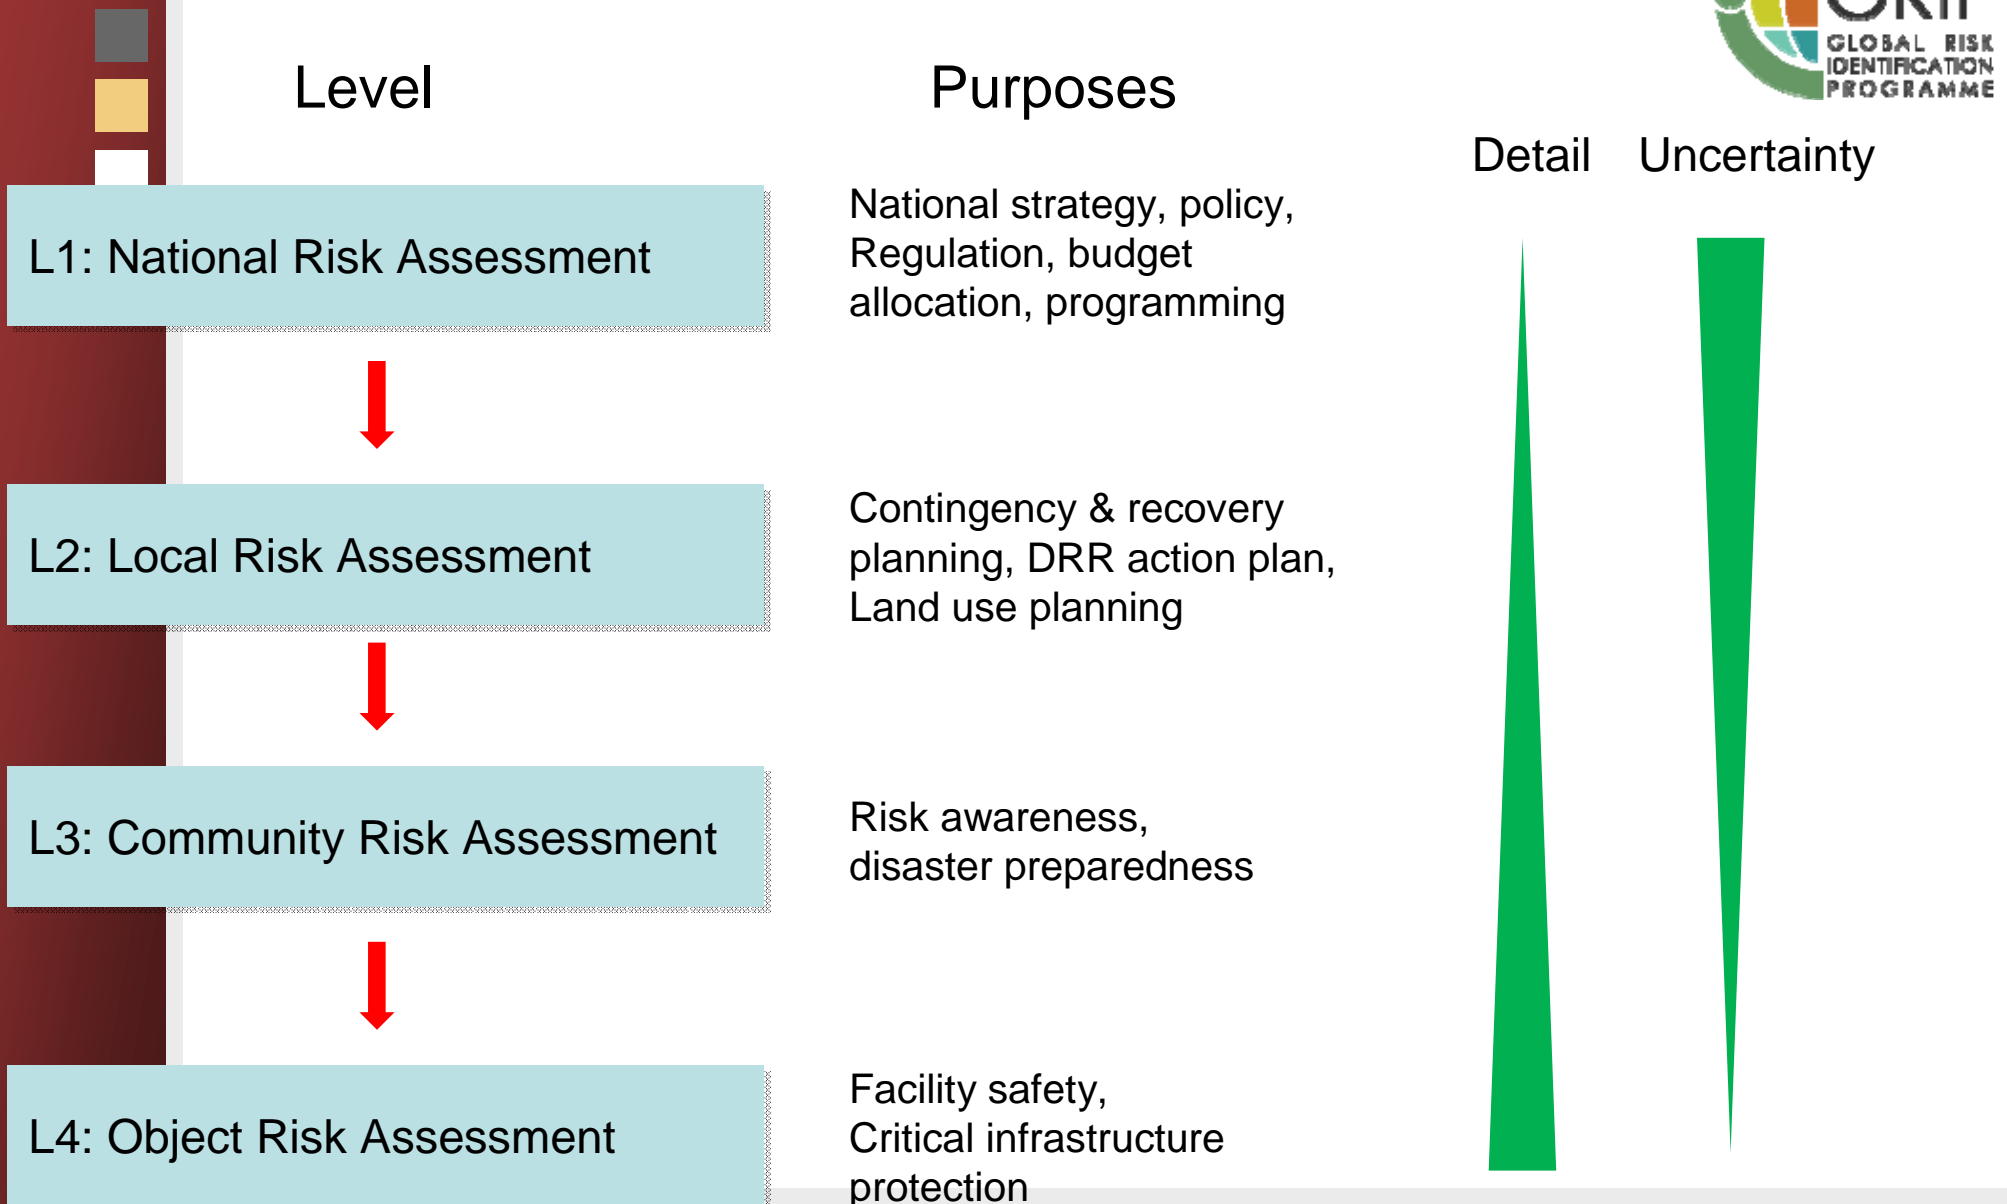 GLOBAL RISK
IDENTIFICATION
PROGRAMME
Level
Purposes
Detail
Uncertainty
L1: National Risk Assessment
National strategy, policy,
Regulation, budget
allocation, programming
L2: Local Risk Assessment
Contingency & recovery
planning, DRR action plan,
Land use planning
L3: Community Risk Assessment
Risk awareness,
disaster preparedness
L4: Object Risk Assessment
Facility safety,
Critical infrastructure
protection